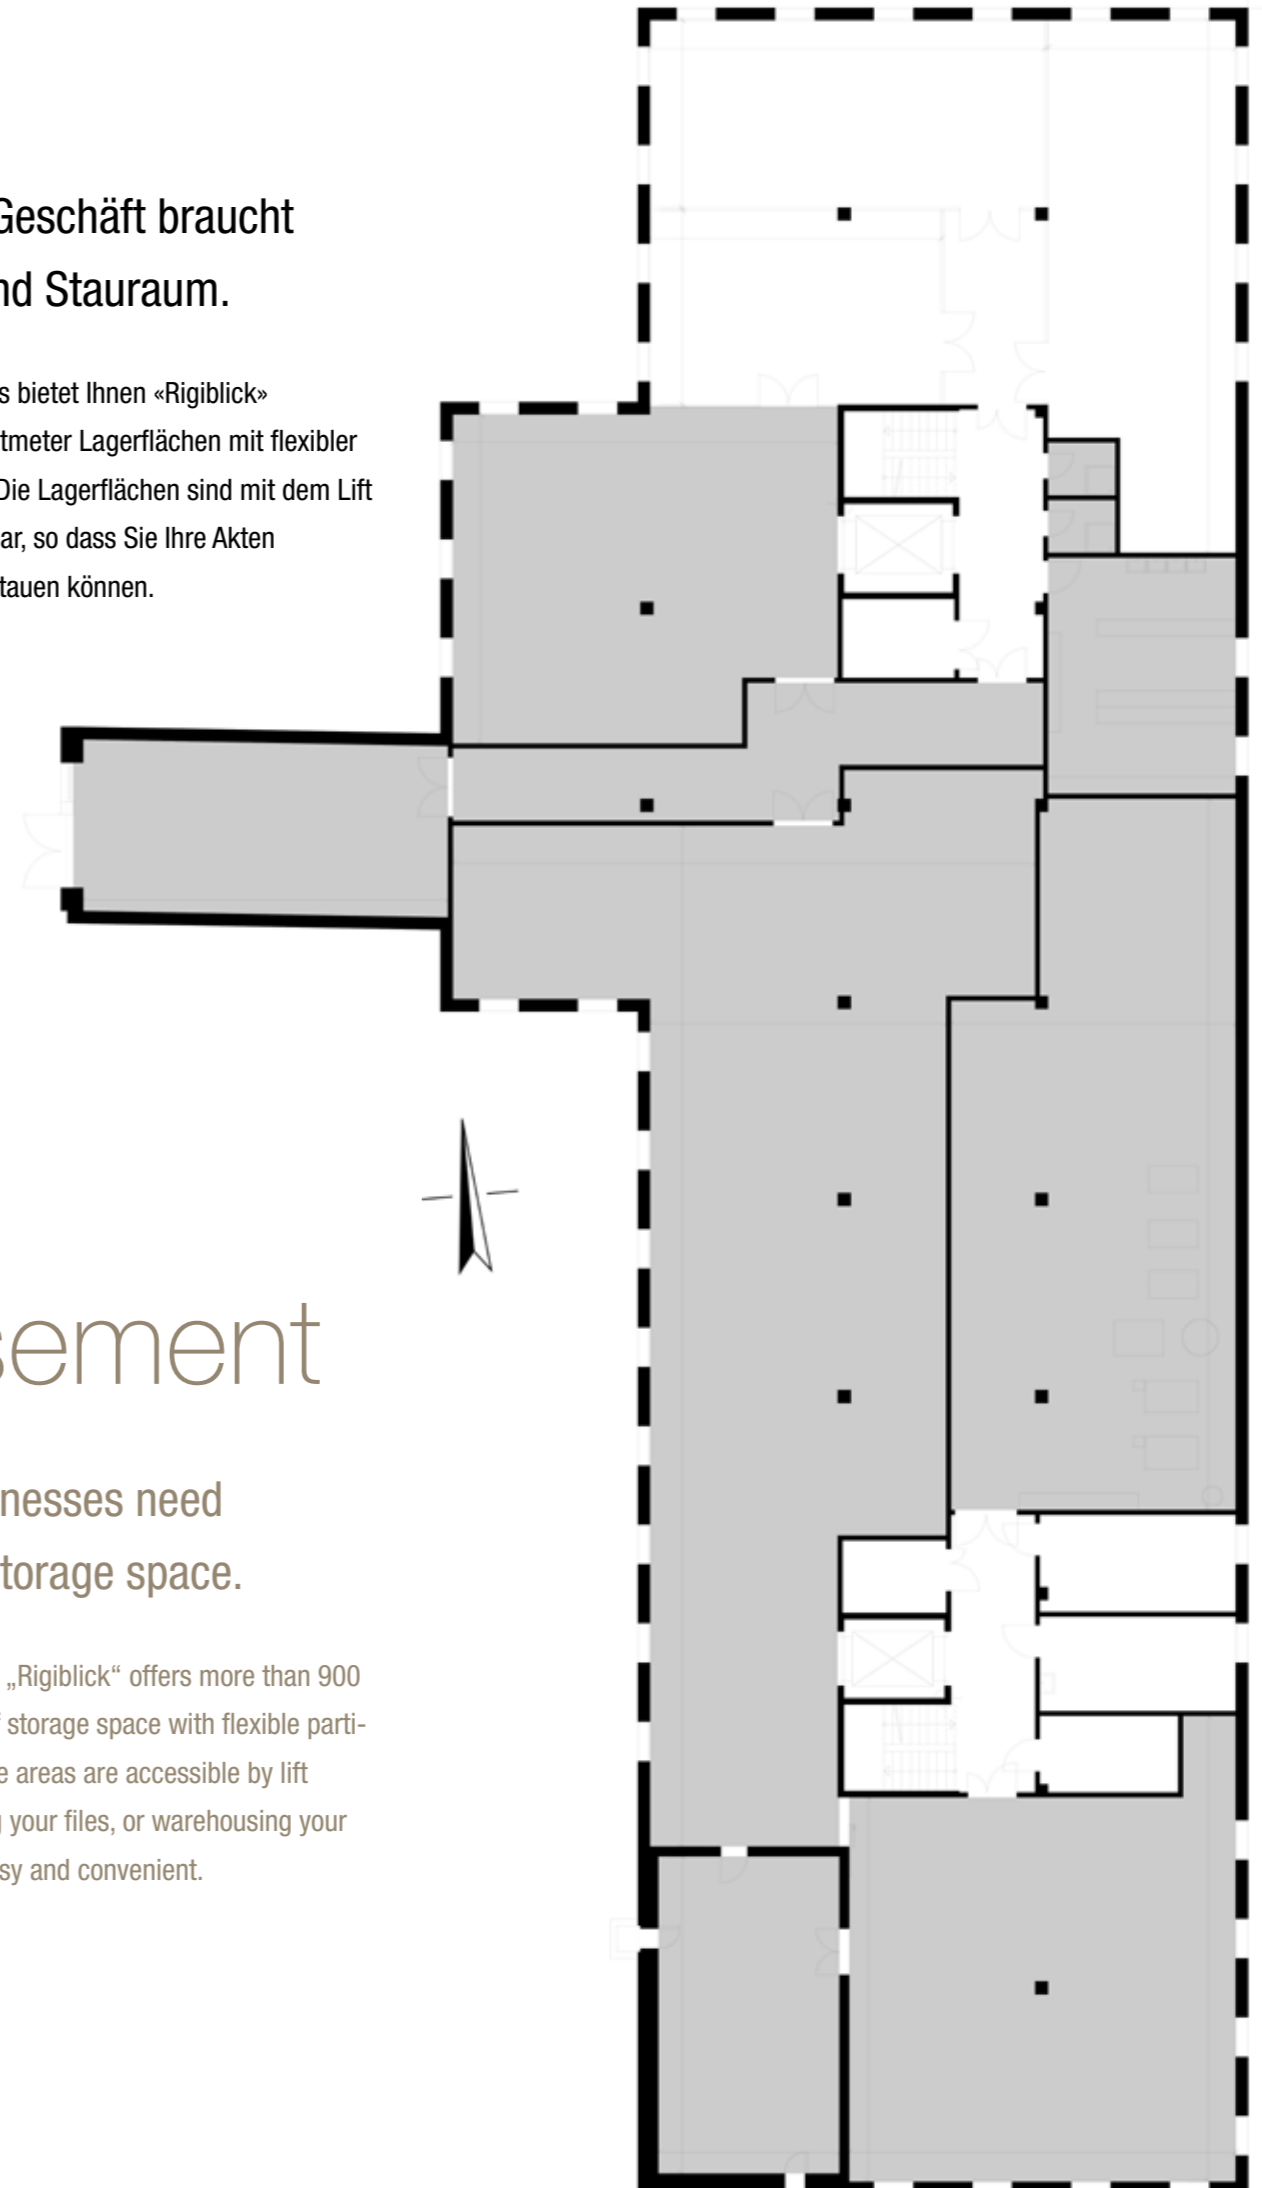 Geschäft braucht
nd Stauraum.
s bietet Ihnen «Rigiblick»
tmeter Lagerflächen mit flexibler
Die Lagerflächen sind mit dem Lift
ar, so dass Sie Ihre Akten
tauen können.
sement
nesses need
torage space.
„Rigiblick“ offers more than 900
f storage space with flexible parti-
e areas are accessible by lift
g your files, or warehousing your
sy and convenient.